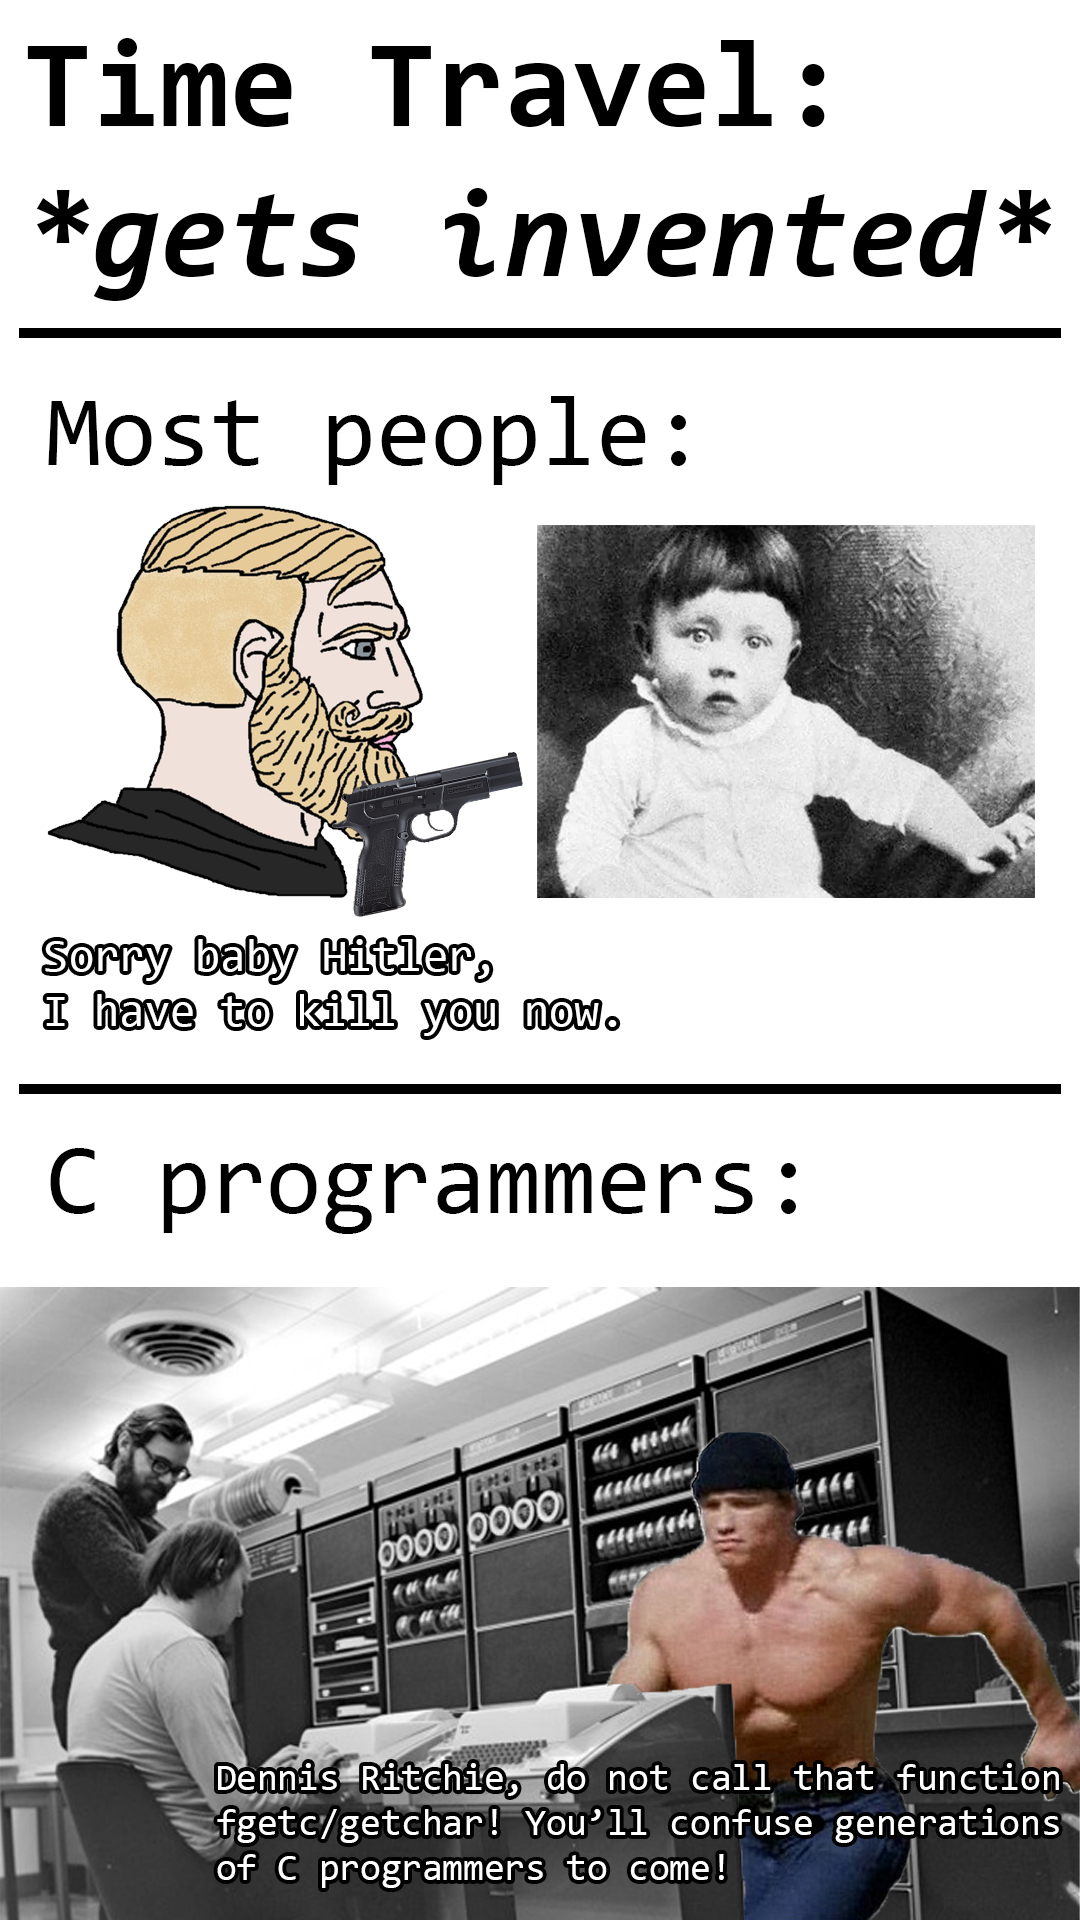 Time Travel:
*gets invented*
Most people:
Sorry baby Hitler,
I have to kill you now.
C programmers:
Dennis Ritchie, do not call that function
fgetc/getchar! You’ll confuse generations
of C programmers to come!